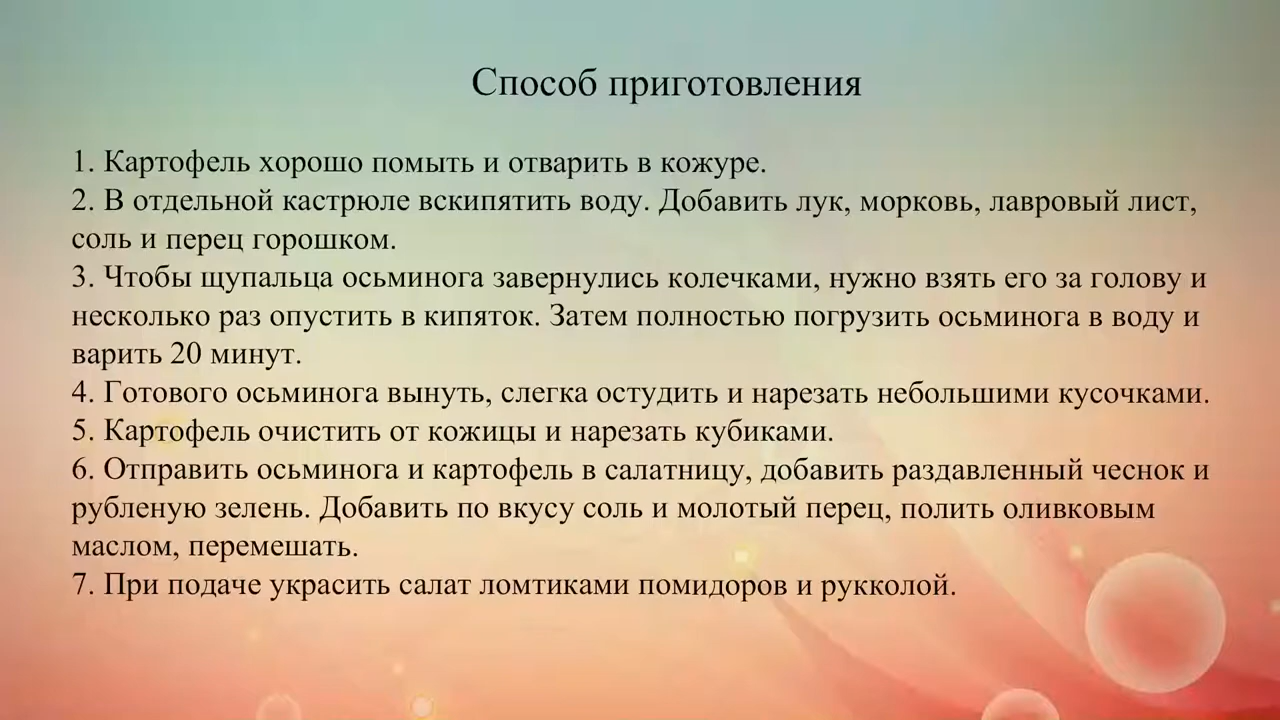 Способ приготовления
1. Картофель хорошо помыть и отварить в кожуре.
2. В отдельной кастрюле вскипятить воду. Добавить лук, морковь, лавровый лист,
соль и перец горошком.
3. Чтобы щупальца осьминога завернулись колечками, нужно взять его за голову и
несколько раз опустить в кипяток. Затем полностью погрузить осьминога в воду и
варить 20 минут.
4. Готового осьминога вынуть, слегка остудить и нарезать небольшими кусочками.
5. Картофель очистить от кожицы и нарезать кубиками.
6. Отправить осьминога и картофель в салатницу, добавить раздавленный чеснок и
рубленую зелень. Добавить по вкусу соль и молотый перец, полить оливковым
маслом, перемешать.
7. При подаче украсить салат ломтиками помидоров и рукколой.